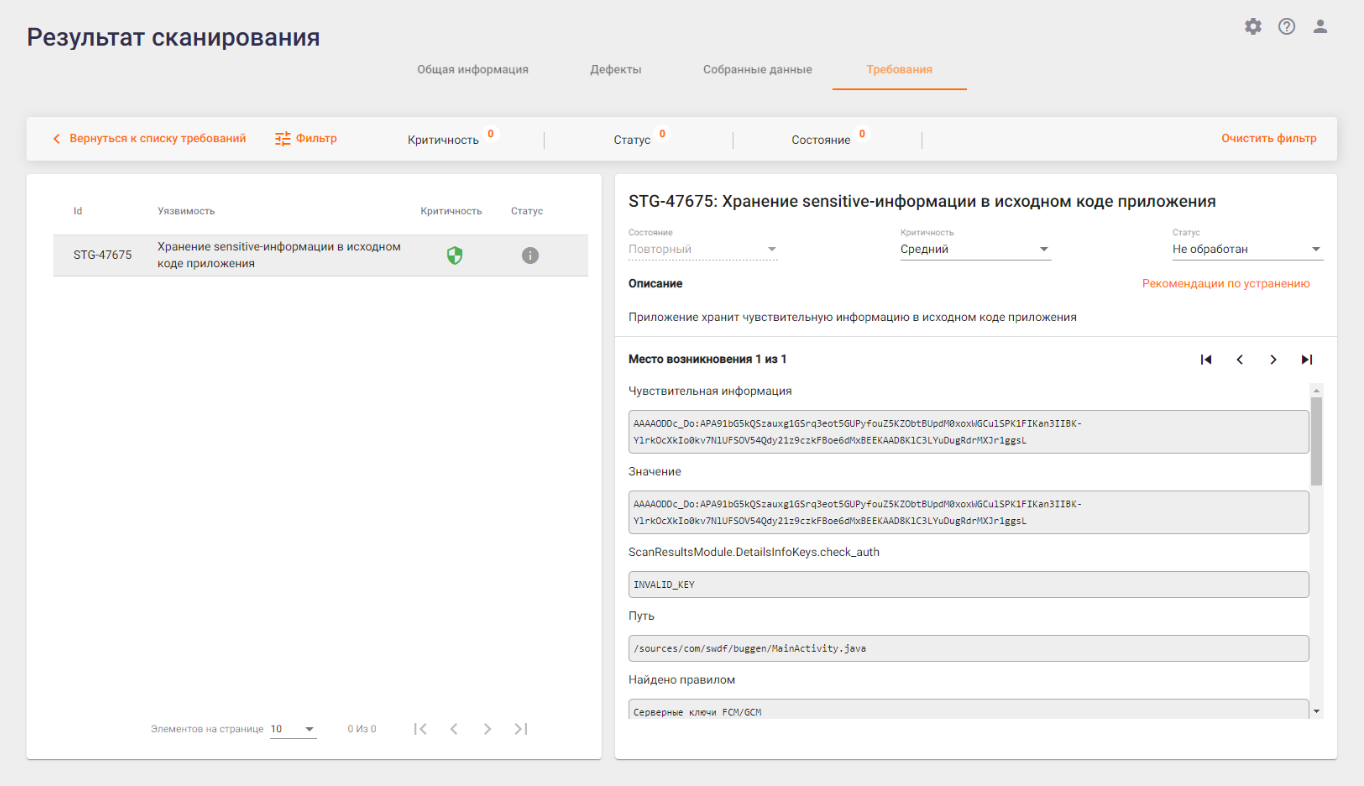 Результат сканирования
Общая информация
Дефекты
Собранные данные
Требования
Вернуться к списку требований
Фильтр
Критичность 0
Статус 0
Состояние 0
Очистить фильтр
Id
Уязвимость
Критичность
Статус
STG-47675
Хранение sensitive-информации в исходном
коде приложения
Элементов на странице 10
0 Из 0
STG-47675: Хранение sensitive-информации в исходном коде приложения
Состояние
Повторный
Критичность
Средний
Статус
Не обработан
Описание
Рекомендации по устранению
Приложение хранит чувствительную информацию в исходном коде приложения
Место возникновения 1 из 1
Чувствительная информация
AAAAODDc_Do:APA91bG5kQSzauxg1GSrq3eot5GUPyfouZ5KZObtBUpdM0xoxWGCulSPK1FIKan3IIBK-
YlrkOcXkIo0kv7NlUFSOV54Qdy21z9czkFBoe6dMxBEEKAAD8KlC3LYuDugRdrMXJr1ggsL
Значение
AAAAODDc_Do:APA91bG5kQSzauxg1GSrq3eot5GUPyfouZ5KZObtBUpdM0xoxWGCulSPK1FIKan3IIBK-
YlrkOcXkIo0kv7NlUFSOV54Qdy21z9czkFBoe6dMxBEEKAAD8KlC3LYuDugRdrMXJr1ggsL
ScanResultsModule.DetailsInfoKeys.check_auth
INVALID_KEY
Путь
/sources/com/swdf/buggen/MainActivity.java
Найдено правилом
Серверные ключи FCM/GCM